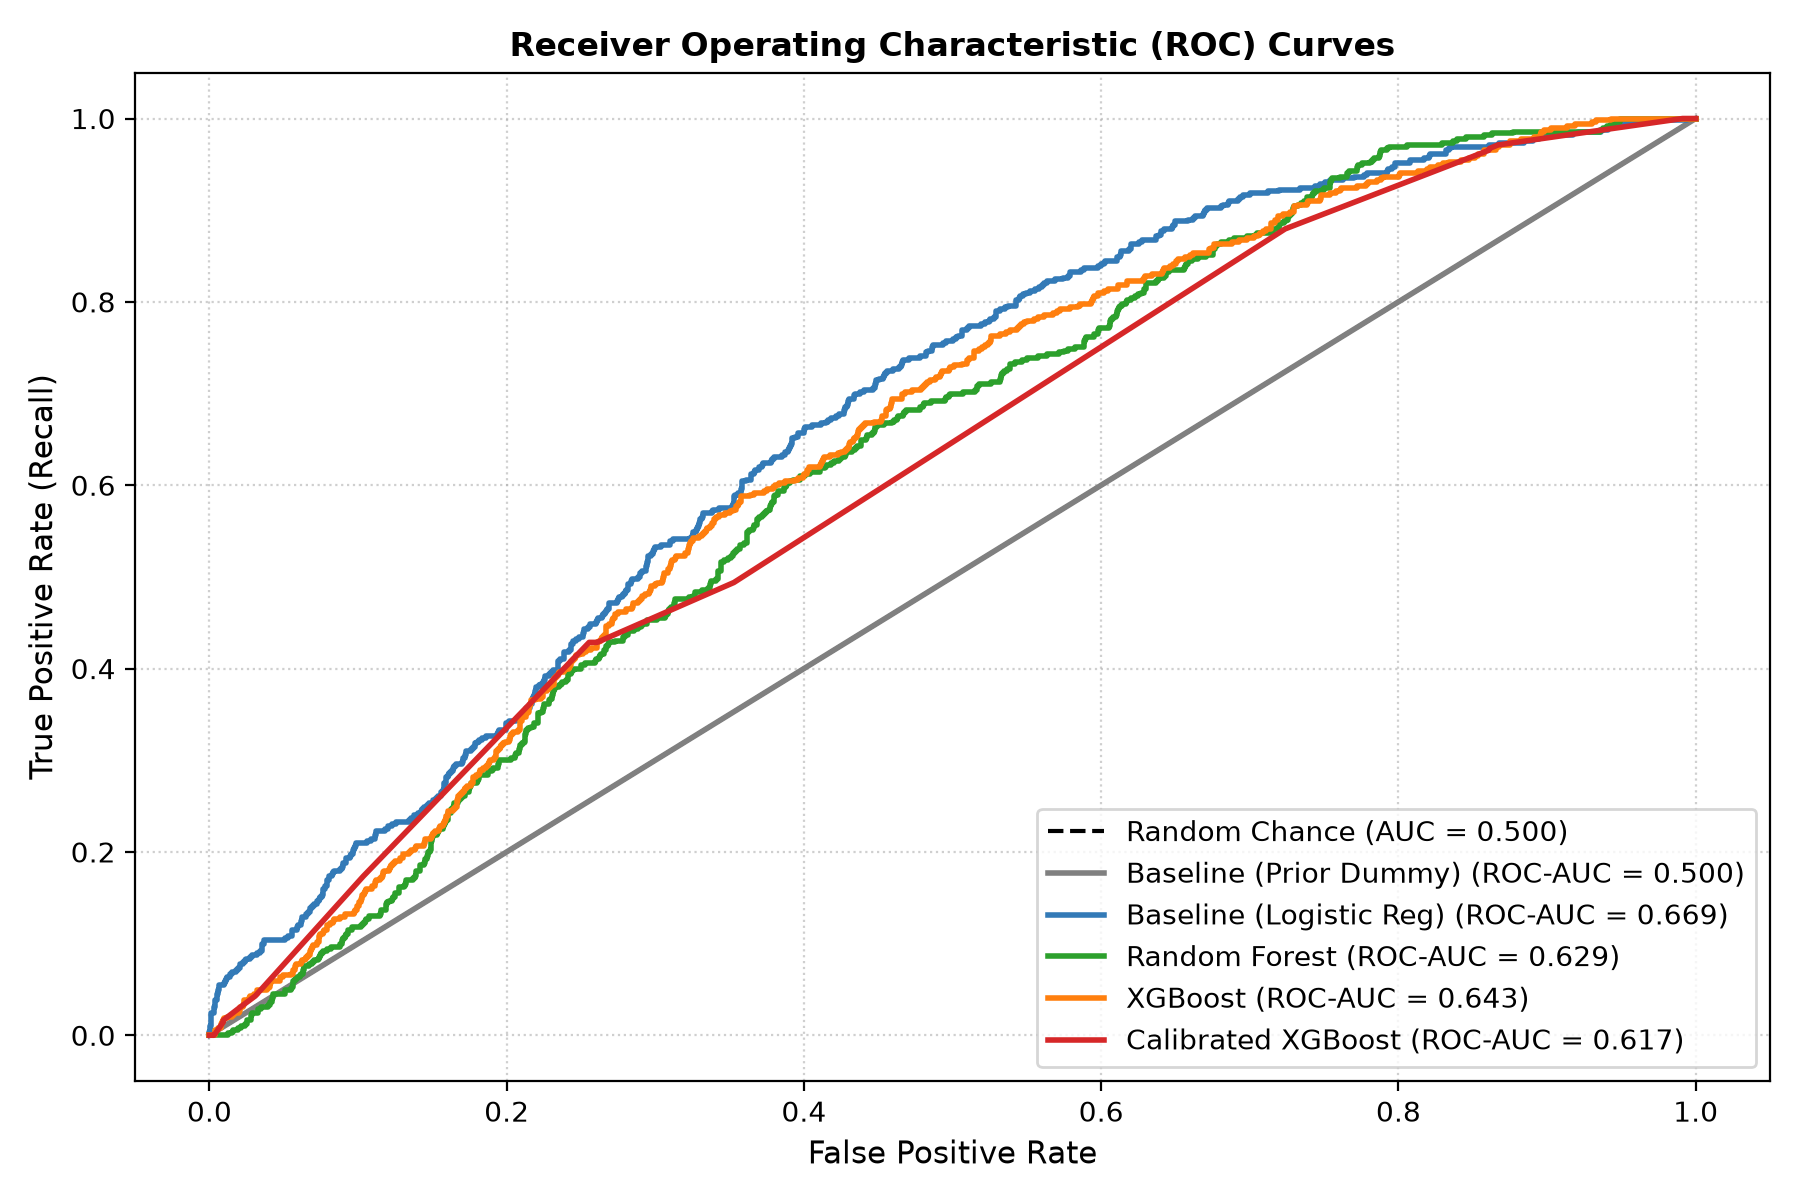 Receiver Operating Characteristic (ROC) Curves
True Positive Rate (Recall)
1.0
0.8
0.6
0.4
0.2
0.0
0.0 0.2 0.4 0.6 0.8 1.0
False Positive Rate
Random Chance (AUC = 0.500)
Baseline (Prior Dummy) (ROC-AUC = 0.500)
Baseline (Logistic Reg) (ROC-AUC = 0.669)
Random Forest (ROC-AUC = 0.629)
XGBoost (ROC-AUC = 0.643)
Calibrated XGBoost (ROC-AUC = 0.617)